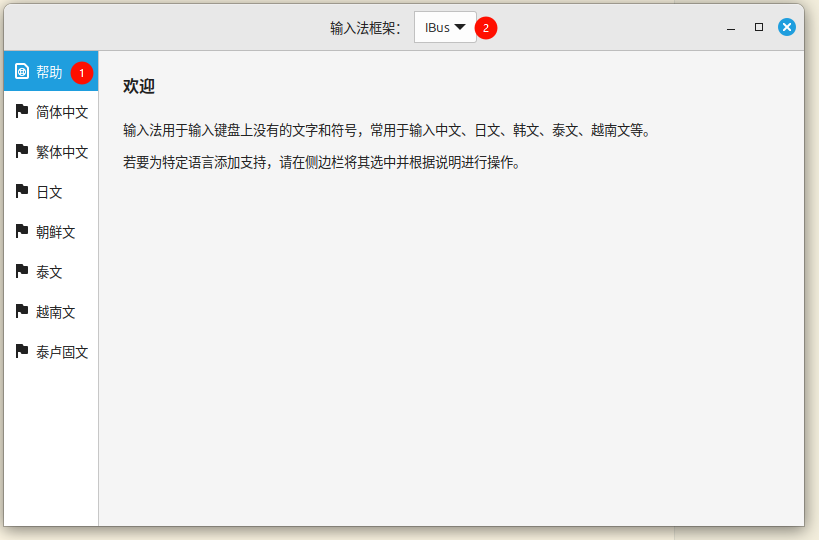 输入法框架： IBus 2
帮助 1
简体中文
繁体中文
日文
朝鲜文
泰文
越南文
泰卢固文
欢迎
输入法用于输入键盘上没有的文字和符号，常用于输入中文、日文、韩文、泰文、越南文等。
若要为特定语言添加支持，请在侧边栏将其选中并根据说明进行操作。